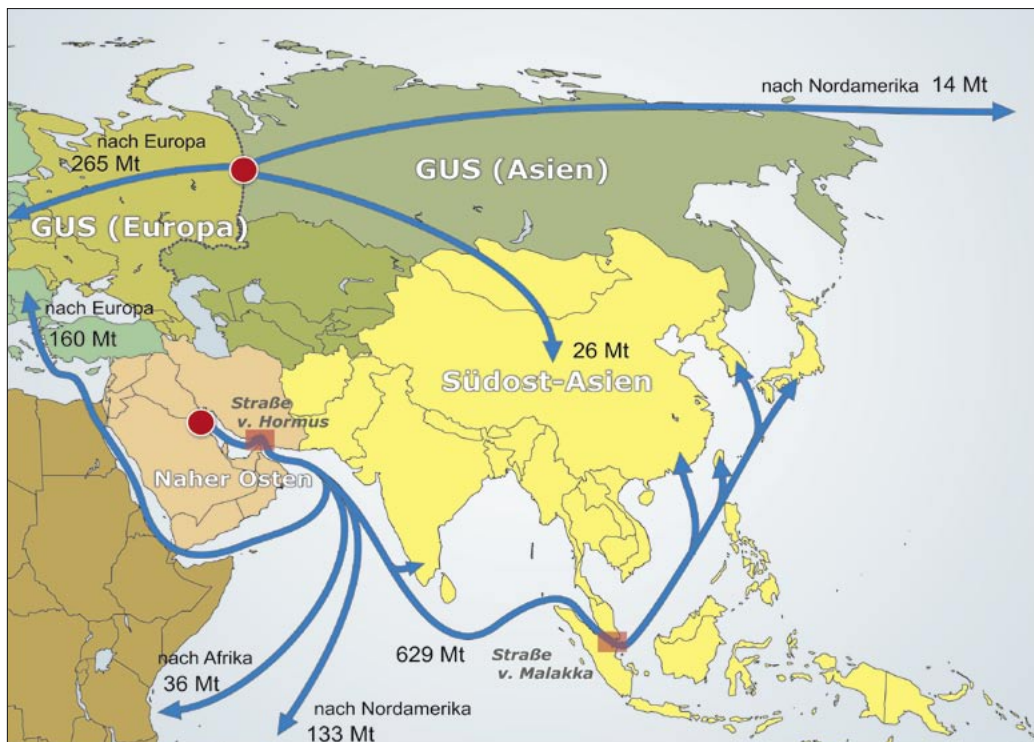 nach Nordamerika 14 Mt
nach Europa
265 Mt
GUS (Asien)
GUS (Europa)
nach Europa
160 Mt
26 Mt
Südost-Asien
Straße
v. Hormus
Naher Osten
629 Mt
Straße
v. Malakka
nach Afrika
36 Mt
nach Nordamerika
133 Mt